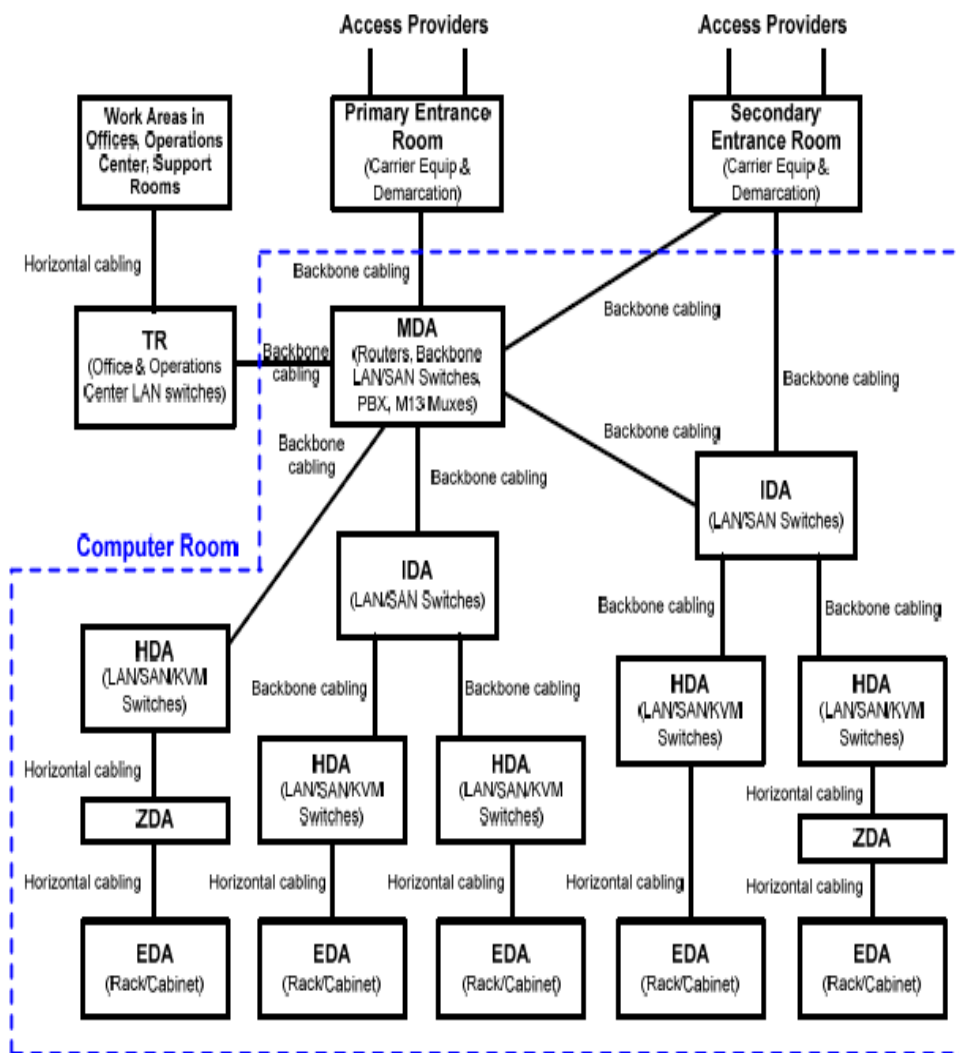 Access Providers
Access Providers
Work Areas in
Offices, Operations
Center, Support
Rooms
Primary Entrance
Room
(Carrier Equip &
Demarcation)
Secondary
Entrance Room
(Carrier Equip &
Demarcation)
Horizontal cabling
Backbone cabling
Backbone cabling
Backbone cabling
TR
(Office & Operations
Center LAN switches)
Backbone
cabling
MDA
(Routers, Backbone
LAN/SAN Switches,
PBX, M13 Muxes)
Backbone
cabling
Backbone cabling
Backbone cabling
IDA
(LAN/SAN Switches)
Computer Room
IDA
(LAN/SAN Switches)
Backbone cabling
Backbone cabling
HDA
(LAN/SAN/KVM
Switches)
Backbone cabling
Backbone cabling
HDA
(LAN/SAN/KVM
Switches)
HDA
(LAN/SAN/KVM
Switches)
Horizontal cabling
HDA
(LAN/SAN/KVM
Switches)
HDA
(LAN/SAN/KVM
Switches)
Horizontal cabling
ZDA
ZDA
Horizontal cabling
Horizontal cabling
Horizontal cabling
Horizontal cabling
Horizontal cabling
EDA
(Rack/Cabinet)
EDA
(Rack/Cabinet)
EDA
(Rack/Cabinet)
EDA
(Rack/Cabinet)
EDA
(Rack/Cabinet)